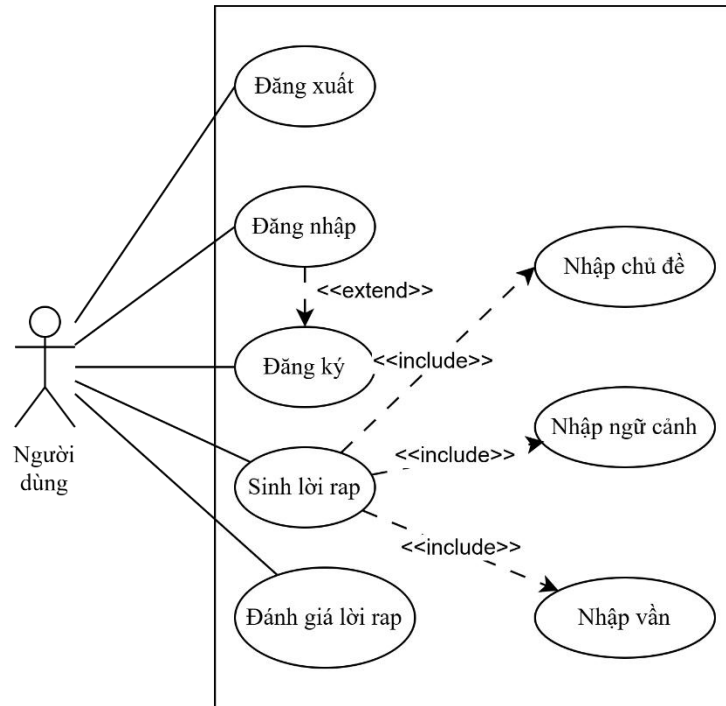 Đăng xuất
Đăng nhập
<<extend>>
Nhập chủ đề
Đăng ký
<<include>>
Người
dùng
Sinh lời rap
<<include>>
Nhập ngữ cảnh
<<include>>
Đánh giá lời rap
Nhập vần